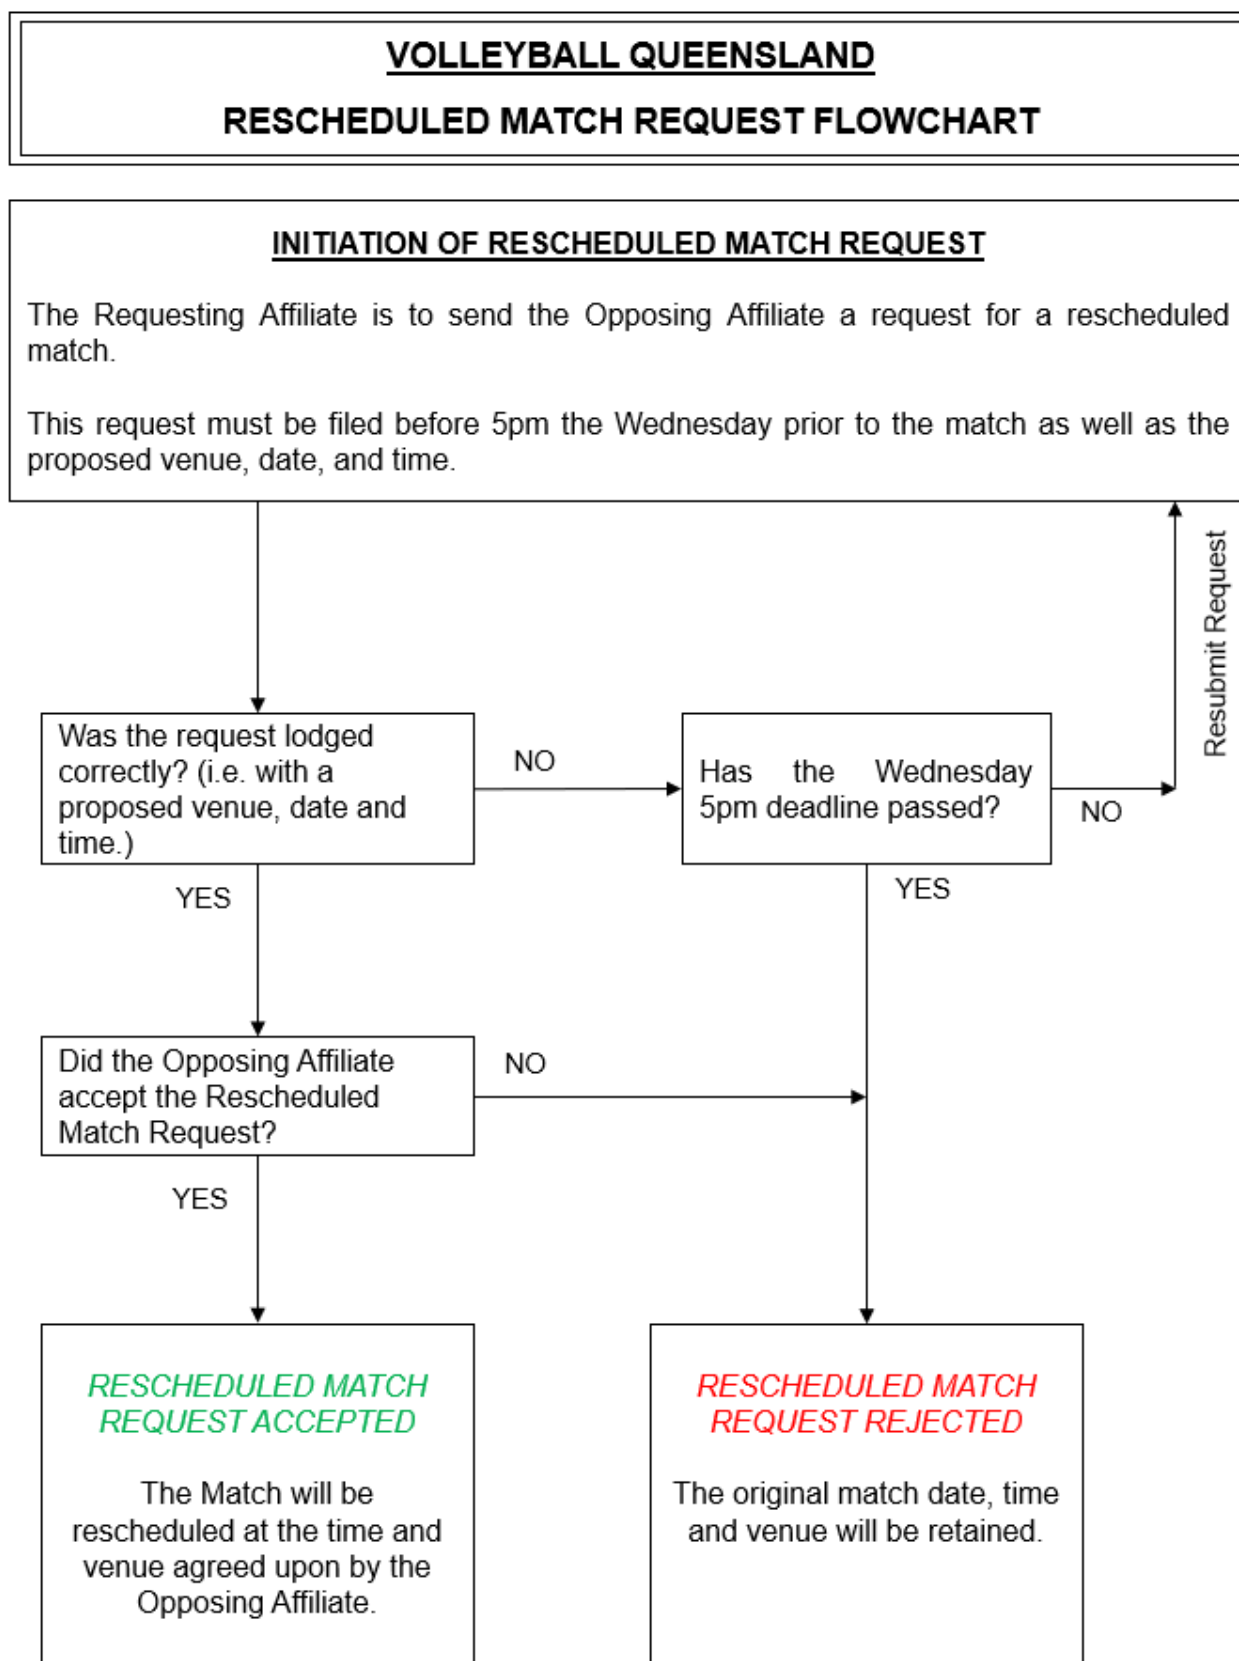 VOLLEYBALL QUEENSLAND
RESCHEDULED MATCH REQUEST FLOWCHART
INITIATION OF RESCHEDULED MATCH REQUEST
The Requesting Affiliate is to send the Opposing Affiliate a request for a rescheduled
match.
This request must be filed before 5pm the Wednesday prior to the match as well as the
proposed venue, date, and time.
Resubmit Request
Was the request lodged
correctly? (i.e. with a
proposed venue, date and
time.)
NO
Has the Wednesday
5pm deadline passed?
NO
YES
YES
Did the Opposing Affiliate
accept the Rescheduled
Match Request?
NO
YES
RESCHEDULED MATCH
REQUEST ACCEPTED
The Match will be
rescheduled at the time and
venue agreed upon by the
Opposing Affiliate.
RESCHEDULED MATCH
REQUEST REJECTED
The original match date, time
and venue will be retained.